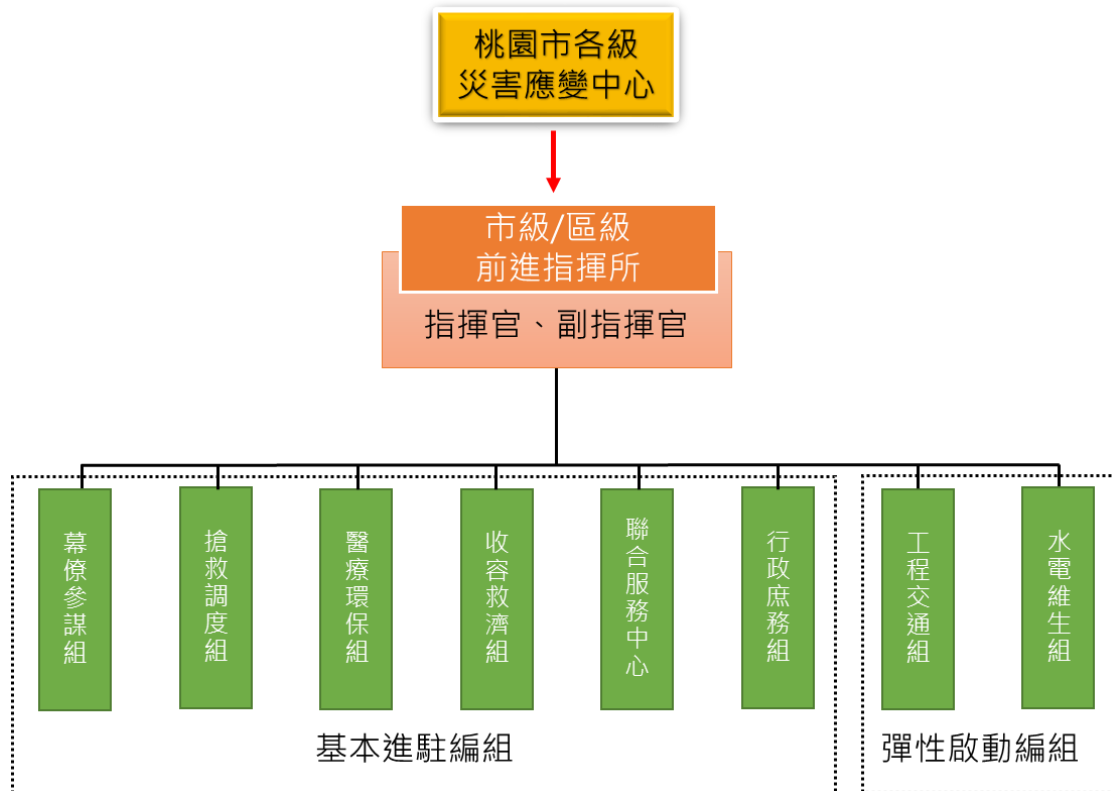 桃園市各級
災害應變中心
市級/區級
前進指揮所
指揮官、副指揮官
幕僚參謀組
搶救調度組
醫療環保組
收容救濟組
聯合服務中心
行政庶務組
工程交通組
水電維生組
基本進駐編組
彈性啟動編組